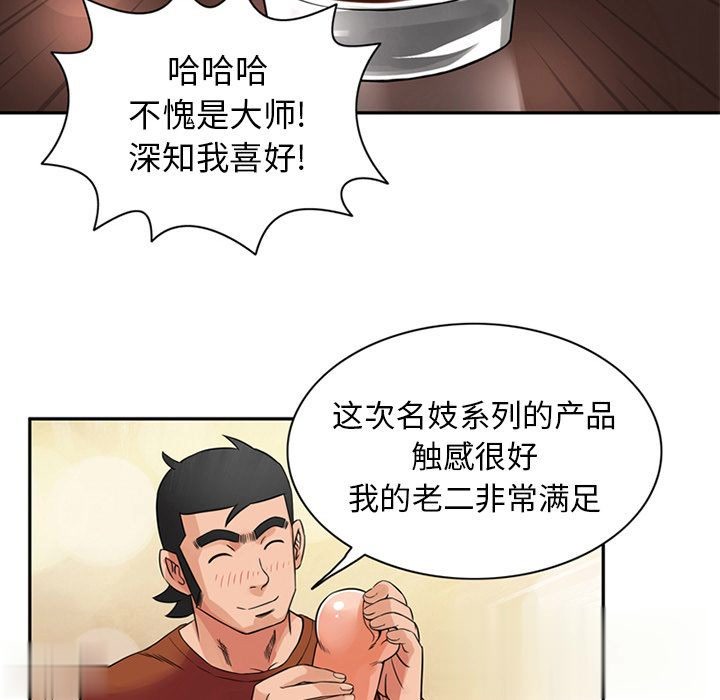 哈哈哈
不愧是大师!
深知我喜好!
这次名妓系列的产品
触感很好
我的老二非常满足